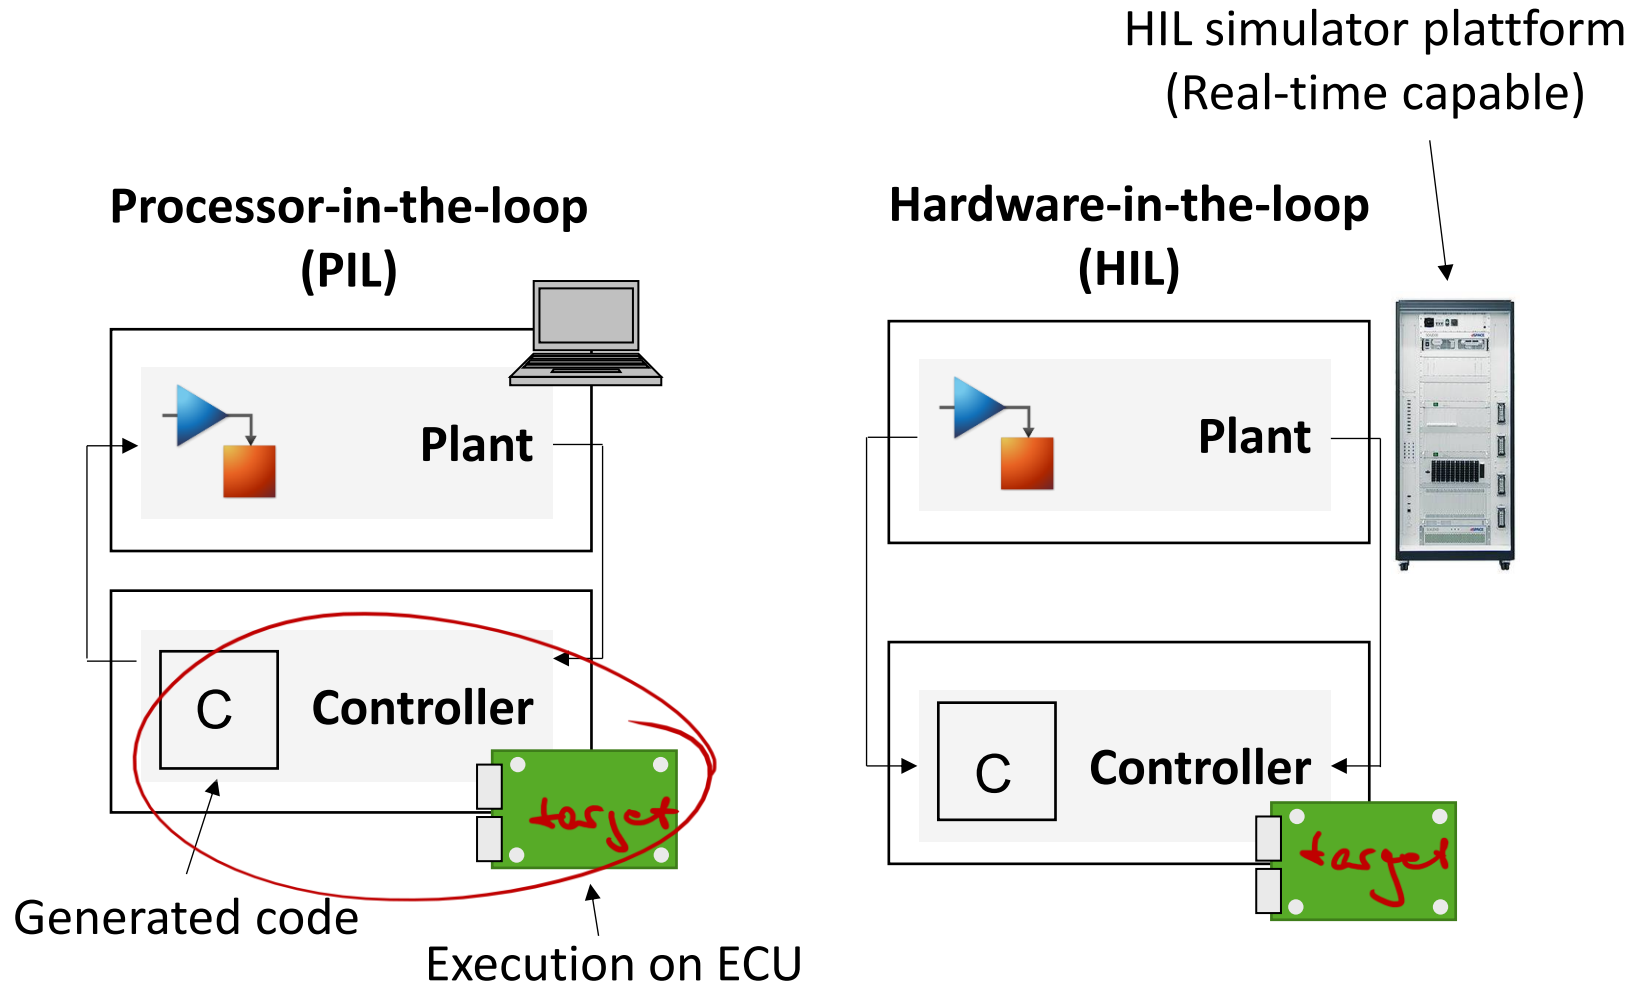 HIL simulator plattform
(Real-time capable)
Processor-in-the-loop
(PIL)
Hardware-in-the-loop
(HIL)
Plant
Plant
C
Controller
target
C
Controller
target
Generated code
Execution on ECU